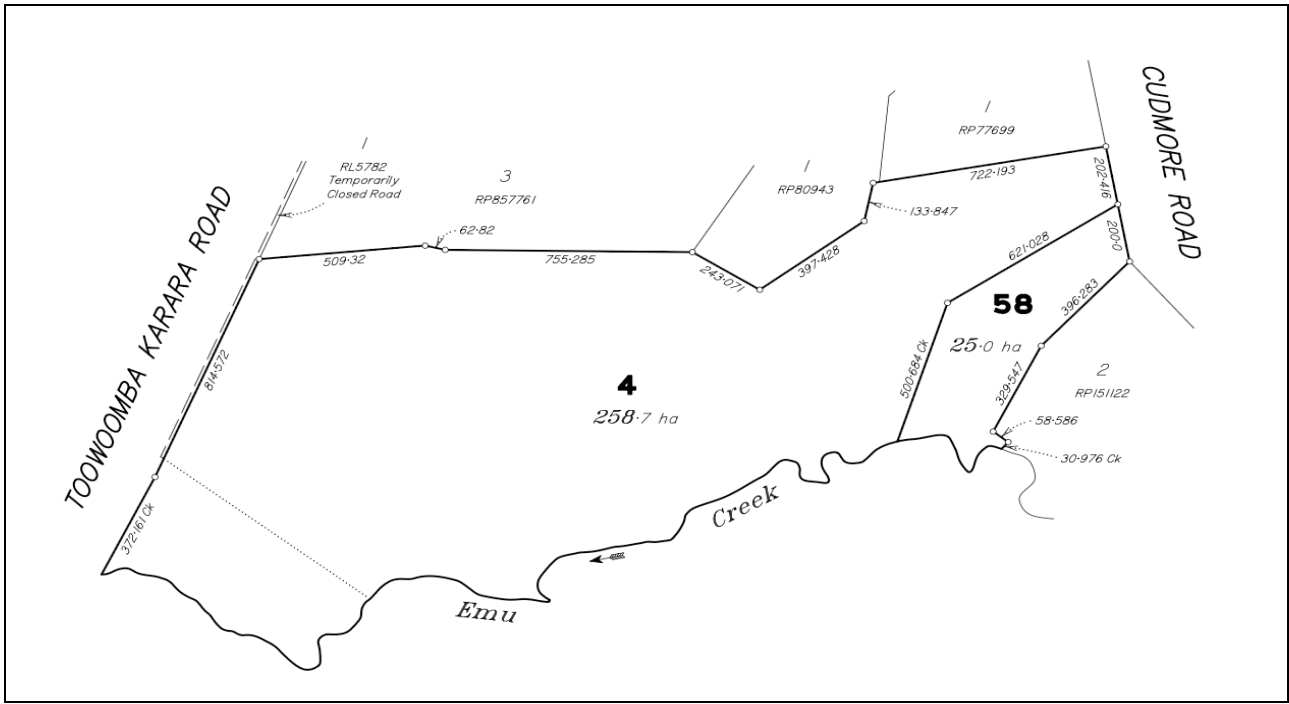 CUDMORE ROAD
1
RP77699
1
RL5782
Temporarily
Closed Road
3
RP857761
1
RP80943
722·193
202·416
133·847
62·82
509·32
755·285
243·071
397·428
621·028
200·0
TOOWOOMBA KARARA ROAD
814·572
58
25·0 ha
396·283
500·684 Ck
329·547
2
RP151122
4
258·7 ha
58·586
30·976 Ck
372·161 Ck
Creek
Emu